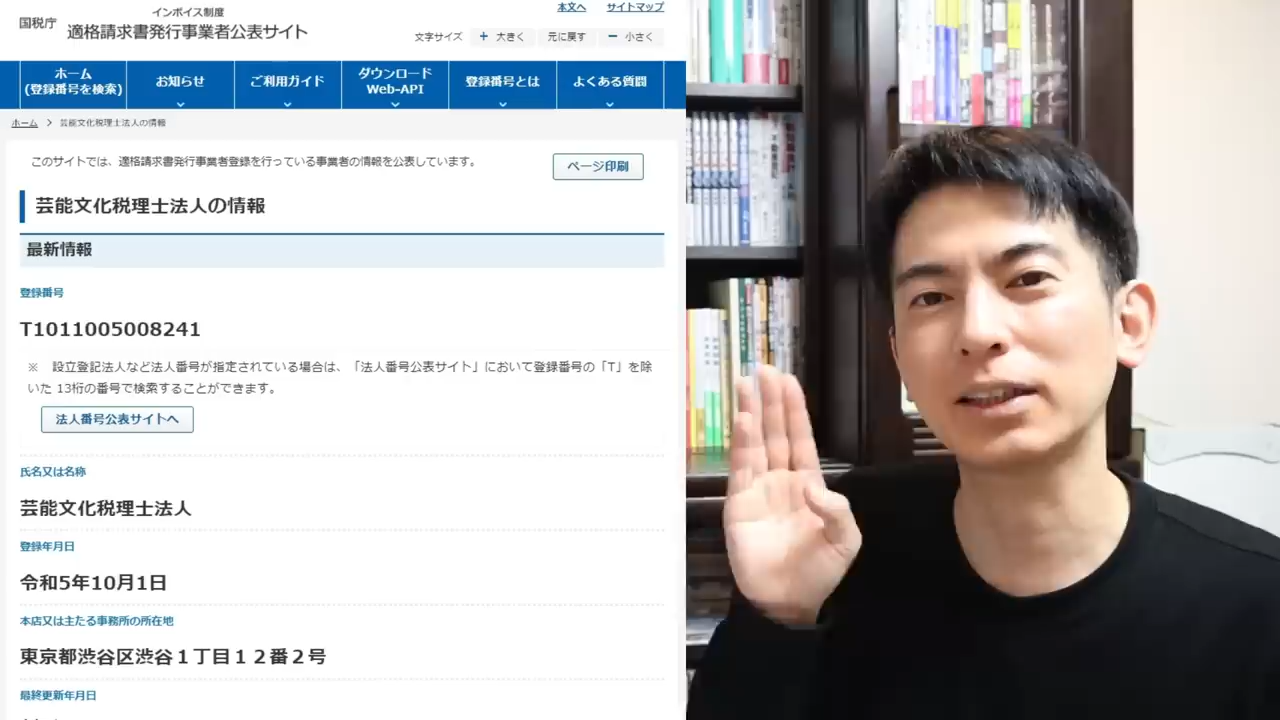 国税庁
インボイス制度
適格請求書発行事業者公表サイト
本文へ
サイトマップ
文字サイズ
+ 大きく
元に戻す
− 小さく
ホーム
(登録番号を検索)
お知らせ
ご利用ガイド
ダウンロード
Web-API
登録番号とは
よくある質問
ホーム > 芸能文化税理士法人の情報
このサイトでは、適格請求書発行事業者登録を行っている事業者の情報を公表しています。
ページ印刷
芸能文化税理士法人の情報
最新情報
登録番号
T1011005008241
※ 設立登記法人など法人番号が指定されている場合は、「法人番号公表サイト」において登録番号の「T」を除
いた 13桁の番号で検索することができます。
法人番号公表サイトへ
氏名又は名称
芸能文化税理士法人
登録年月日
令和5年10月1日
本店又は主たる事務所の所在地
東京都渋谷区渋谷1丁目12番2号
最終更新年月日